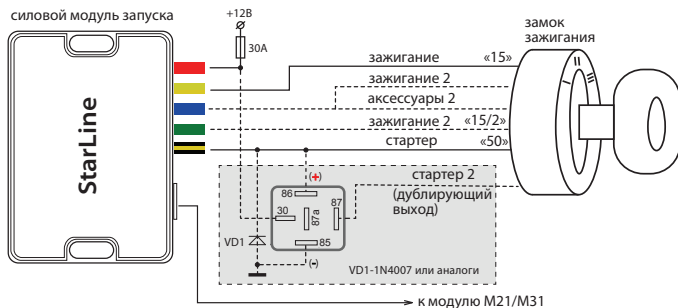 силовой модуль запуска
+12В
30А
замок
зажигания
StarLine
зажигание «15»
зажигание 2
аксессуары 2
зажигание 2 «15/2»
стартер «50»
(+)
86
30
87a
87
85
(-)
VD1
стартер 2
(дублирующий
выход)
VD1-1N4007 или аналоги
к модулю M21/M31